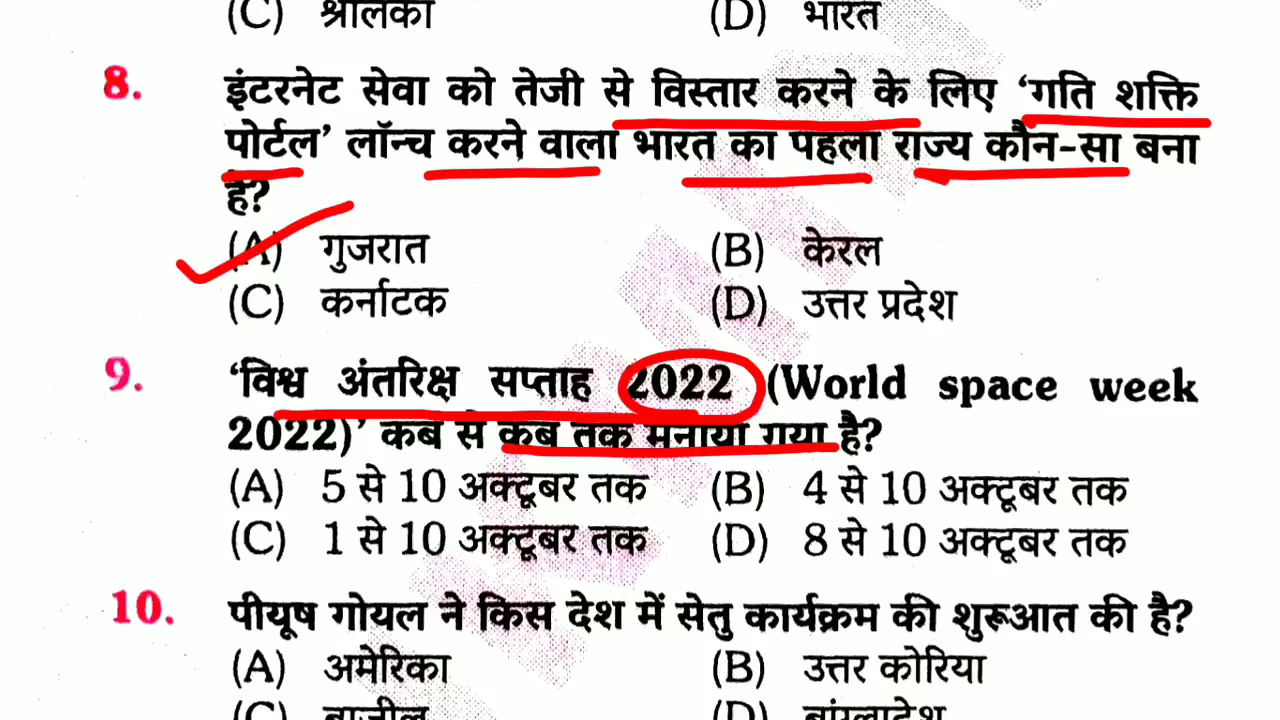 (C) श्रीलंका (D) भारत
8. इंटरनेट सेवा को तेजी से विस्तार करने के लिए ‘गति शक्ति
पोर्टल’ लॉन्च करने वाला भारत का पहला राज्य कौन-सा बना
है?
(A) गुजरात (B) केरल
(C) कर्नाटक (D) उत्तर प्रदेश
9. ‘विश्व अंतरिक्ष सप्ताह 2022 (World space week
2022)’ कब से कब तक मनाया गया है?
(A) 5 से 10 अक्टूबर तक (B) 4 से 10 अक्टूबर तक
(C) 1 से 10 अक्टूबर तक (D) 8 से 10 अक्टूबर तक
10. पीयूष गोयल ने किस देश में सेतु कार्यक्रम की शुरूआत की है?
(A) अमेरिका (B) उत्तर कोरिया
(C) ब्राजील (D) बांग्लादेश